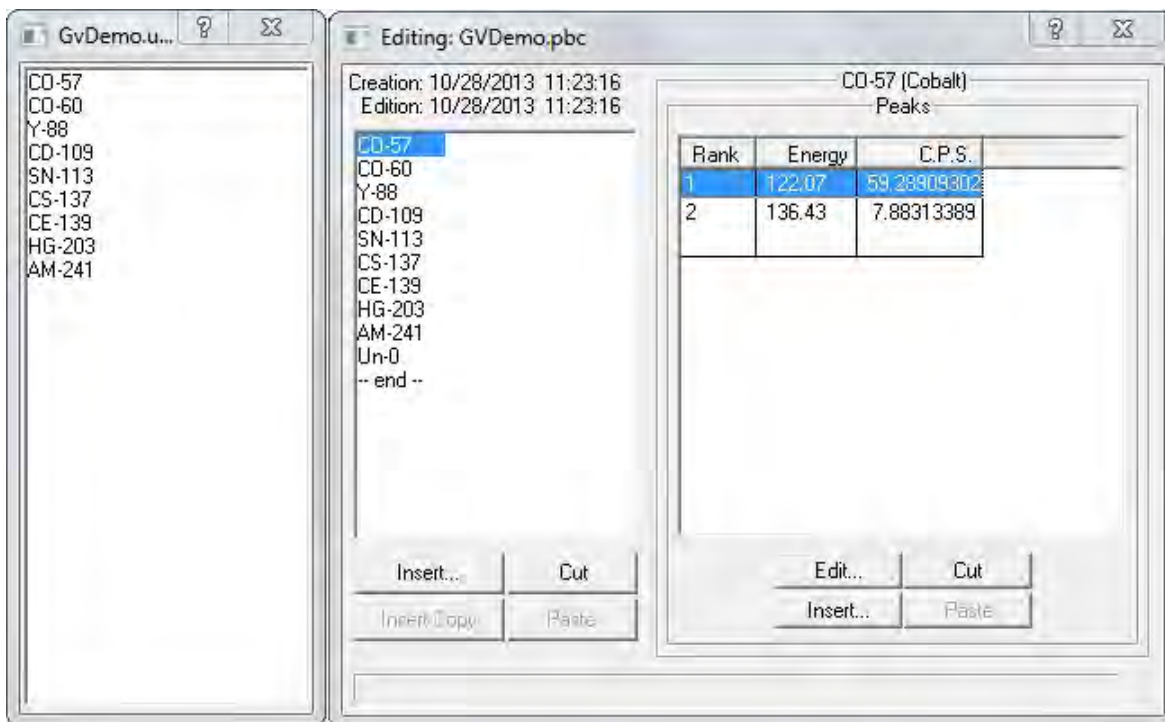 GvDemo.u...
CO-57
CO-60
Y-88
CD-109
SN-113
CS-137
CE-139
HG-203
AM-241
Editing: GVDemo.pbc
Creation: 10/28/2013 11:23:16
Edition: 10/28/2013 11:23:16
CO-57
CO-60
Y-88
CD-109
SN-113
CS-137
CE-139
HG-203
AM-241
Un-0
-- end --
Insert... Cut
Insert Copy Paste
CO-57 (Cobalt)
Peaks
Rank Energy C.P.S.
1 122.07 59.28909302
2 136.43 7.88313389
Edit... Cut
Insert... Paste